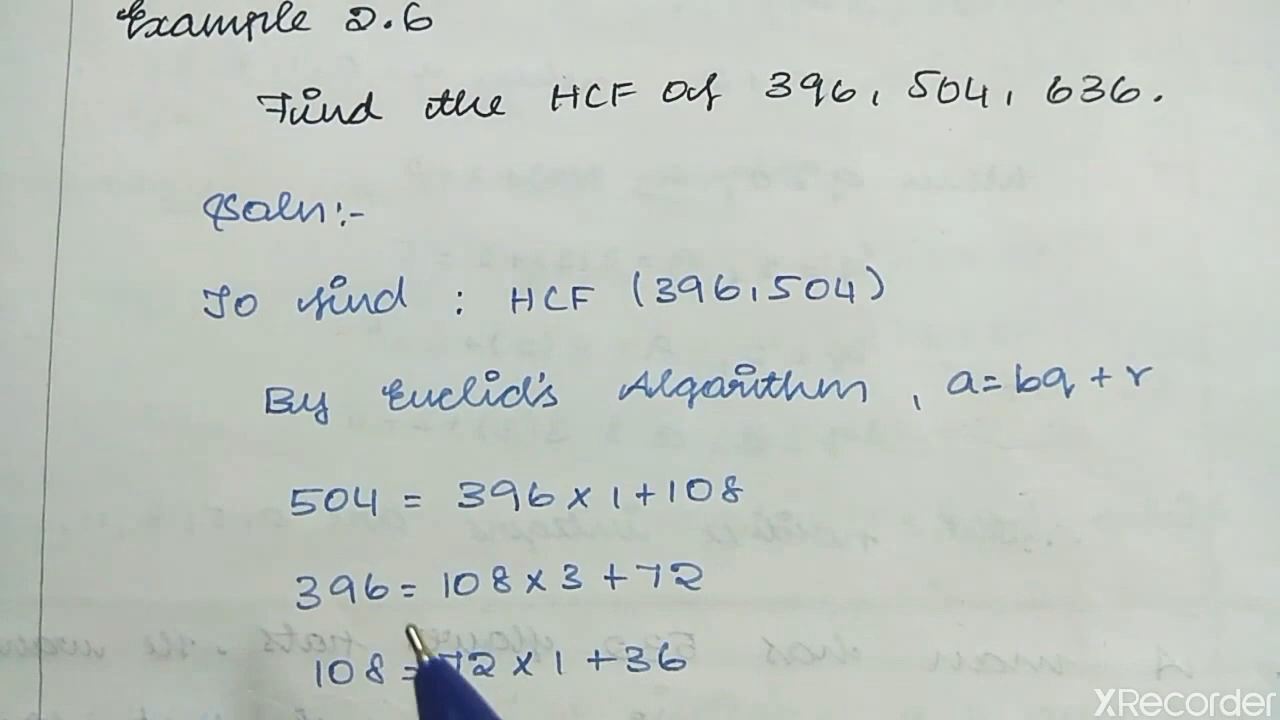 Example 2.6
Find the HCF of 396, 504, 636.
Soln:-
To find : HCF (396, 504)
By Euclid's Algorithm, a=bq+r
504 = 396 × 1 + 108
396 = 108 × 3 + 72
108 = 72 × 1 + 36
XRecorder